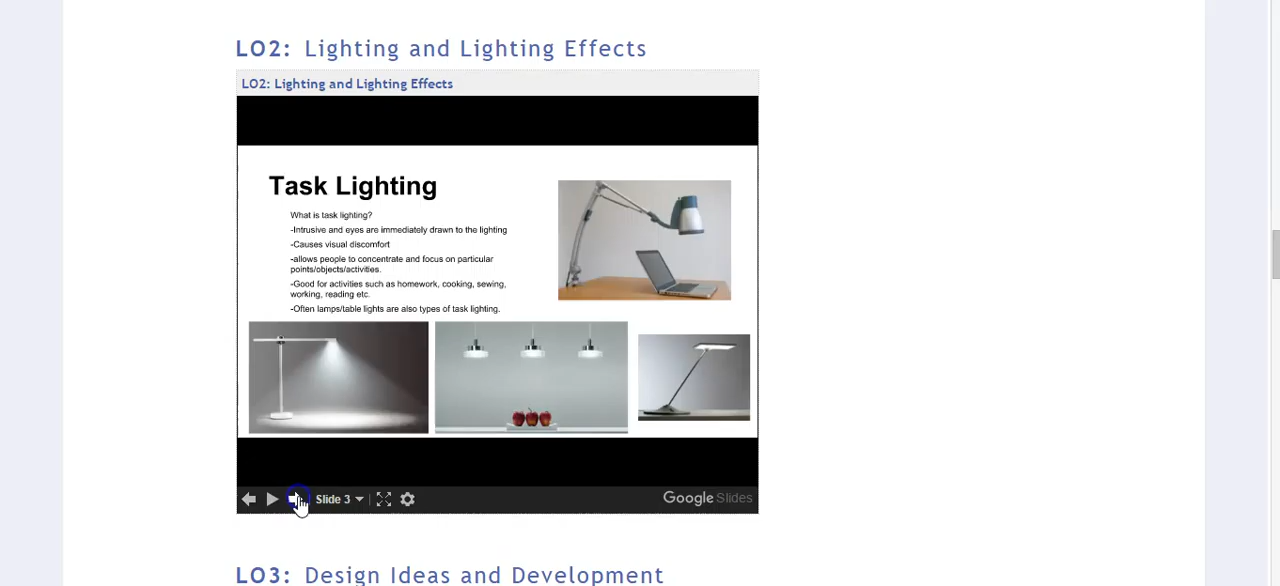 LO2: Lighting and Lighting Effects
LO2: Lighting and Lighting Effects
Task Lighting
What is task lighting?
-Intrusive and eyes are immediately drawn to the lighting
-Causes visual discomfort
-allows people to concentrate and focus on particular
points/objects/activities.
-Good for activities such as homework, cooking, sewing,
working, reading etc.
-Often lamps/table lights are also types of task lighting.
Slide 3
Google Slides
LO3: Design Ideas and Development